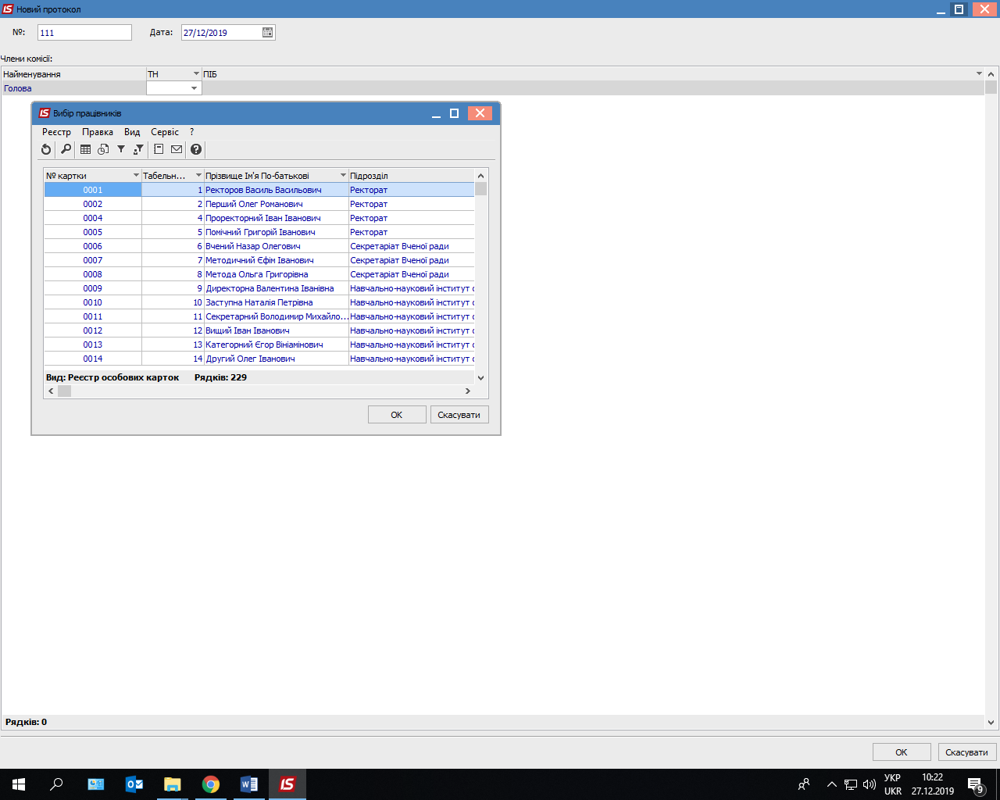 Новий протокол
№: 111 Дата: 27/12/2019
Члени комісії:
Найменування ТН ПІБ
Голова
Вибір працівників
Реєстр Правка Вид Сервіс ?
№ картки Табельн... Прізвище Ім'я По-батькові Підрозділ
0001 1 Ректоров Василь Васильович Ректорат
0002 2 Перший Олег Романович Ректорат
0004 4 Проректорний Іван Іванович Ректорат
0005 5 Помічний Григорій Іванович Ректорат
0006 6 Вчений Назар Олегович Секретаріат Вченої ради
0007 7 Методичний Єфім Іванович Секретаріат Вченої ради
0008 8 Метода Ольга Григорівна Секретаріат Вченої ради
0009 9 Директорна Валентина Іванівна Навчально-науковий інститут
0010 10 Заступна Наталія Петрівна Навчально-науковий інститут
0011 11 Секретарний Володимир Михайло... Навчально-науковий інститут
0012 12 Вищий Іван Іванович Навчально-науковий інститут
0013 13 Категорний Єгор Веніамінович Навчально-науковий інститут
0014 14 Другий Олег Іванович Навчально-науковий інститут
Вид: Реєстр особових карток Рядків: 229
OK Скасувати
Рядків: 0
OK Скасувати
УКР 10:22
UKR 27.12.2019
9